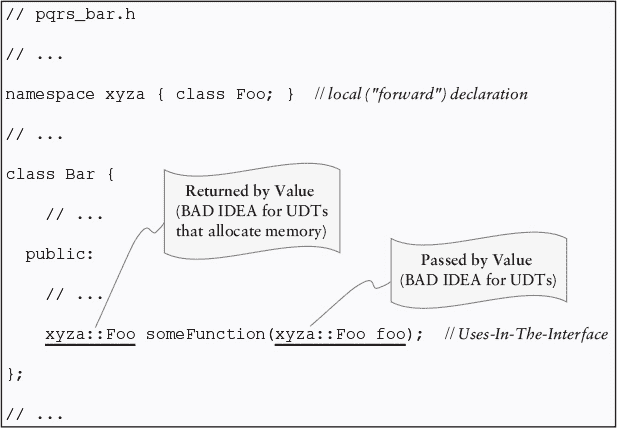 // pqrs_bar.h
// ...
namespace xyza { class Foo; } // local ("forward") declaration
// ...
class Bar {
Returned by Value
(BAD IDEA for UDTs
that allocate memory)
// ...
public:
Passed by Value
(BAD IDEA for UDTs)
// ...
xyza::Foo someFunction(xyza::Foo foo); // Uses-In-The-Interface
};
// ...